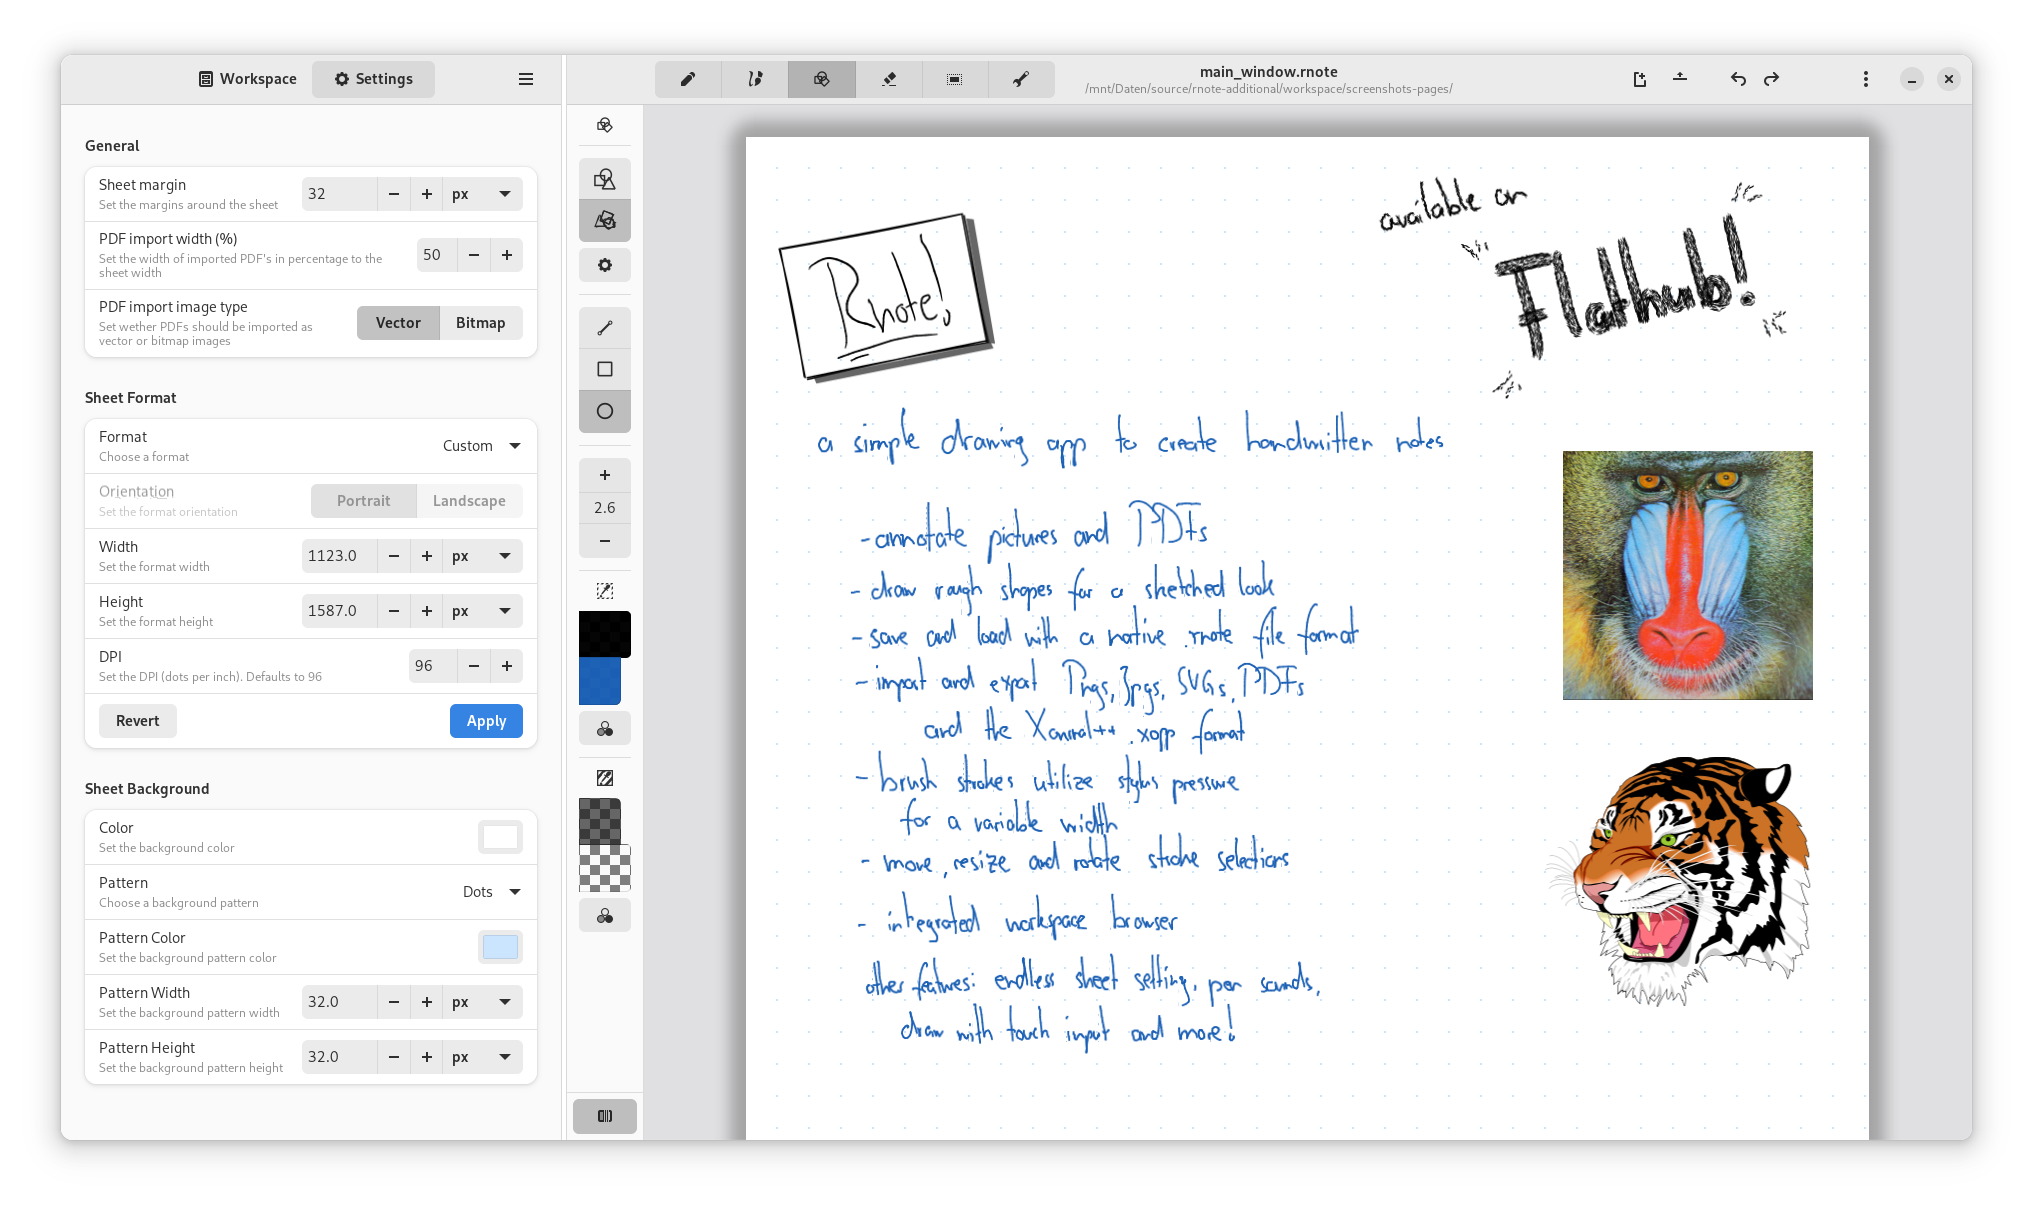 Workspace
Settings
main_window.rnote
/mnt/Daten/source/rnote-additional/workspace/screenshots-pages/
General
Sheet margin
Set the margins around the sheet
32
px
PDF import width (%)
Set the width of imported PDF's in percentage to the
sheet width
50
PDF import image type
Set wether PDFs should be imported as
vector or bitmap images
Vector
Bitmap
Sheet Format
Format
Choose a format
Custom
Orientation
Set the format orientation
Portrait
Landscape
Width
Set the format width
1123.0
px
Height
Set the format height
1587.0
px
DPI
Set the DPI (dots per inch). Defaults to 96
96
Revert
Apply
Sheet Background
Color
Set the background color
Pattern
Choose a background pattern
Dots
Pattern Color
Set the background pattern color
Pattern Width
Set the background pattern width
32.0
px
Pattern Height
Set the background pattern height
32.0
px
2.6
Rnote!
available on
Flathub!
a simple drawing app to create handwritten notes
- annotate pictures and PDFs
- draw rough shapes for a sketched look
- save and load with a native .rnote file format
- import and export Pngs, Jpgs, SVGs, PDFs
and the Xournal++ .xopp format
- brush strokes utilize stylus pressure
for a variable width
- move, resize and rotate stroke selections
- integrated workspace browser
other features: endless sheet setting, pen sounds,
draw with touch input and more!